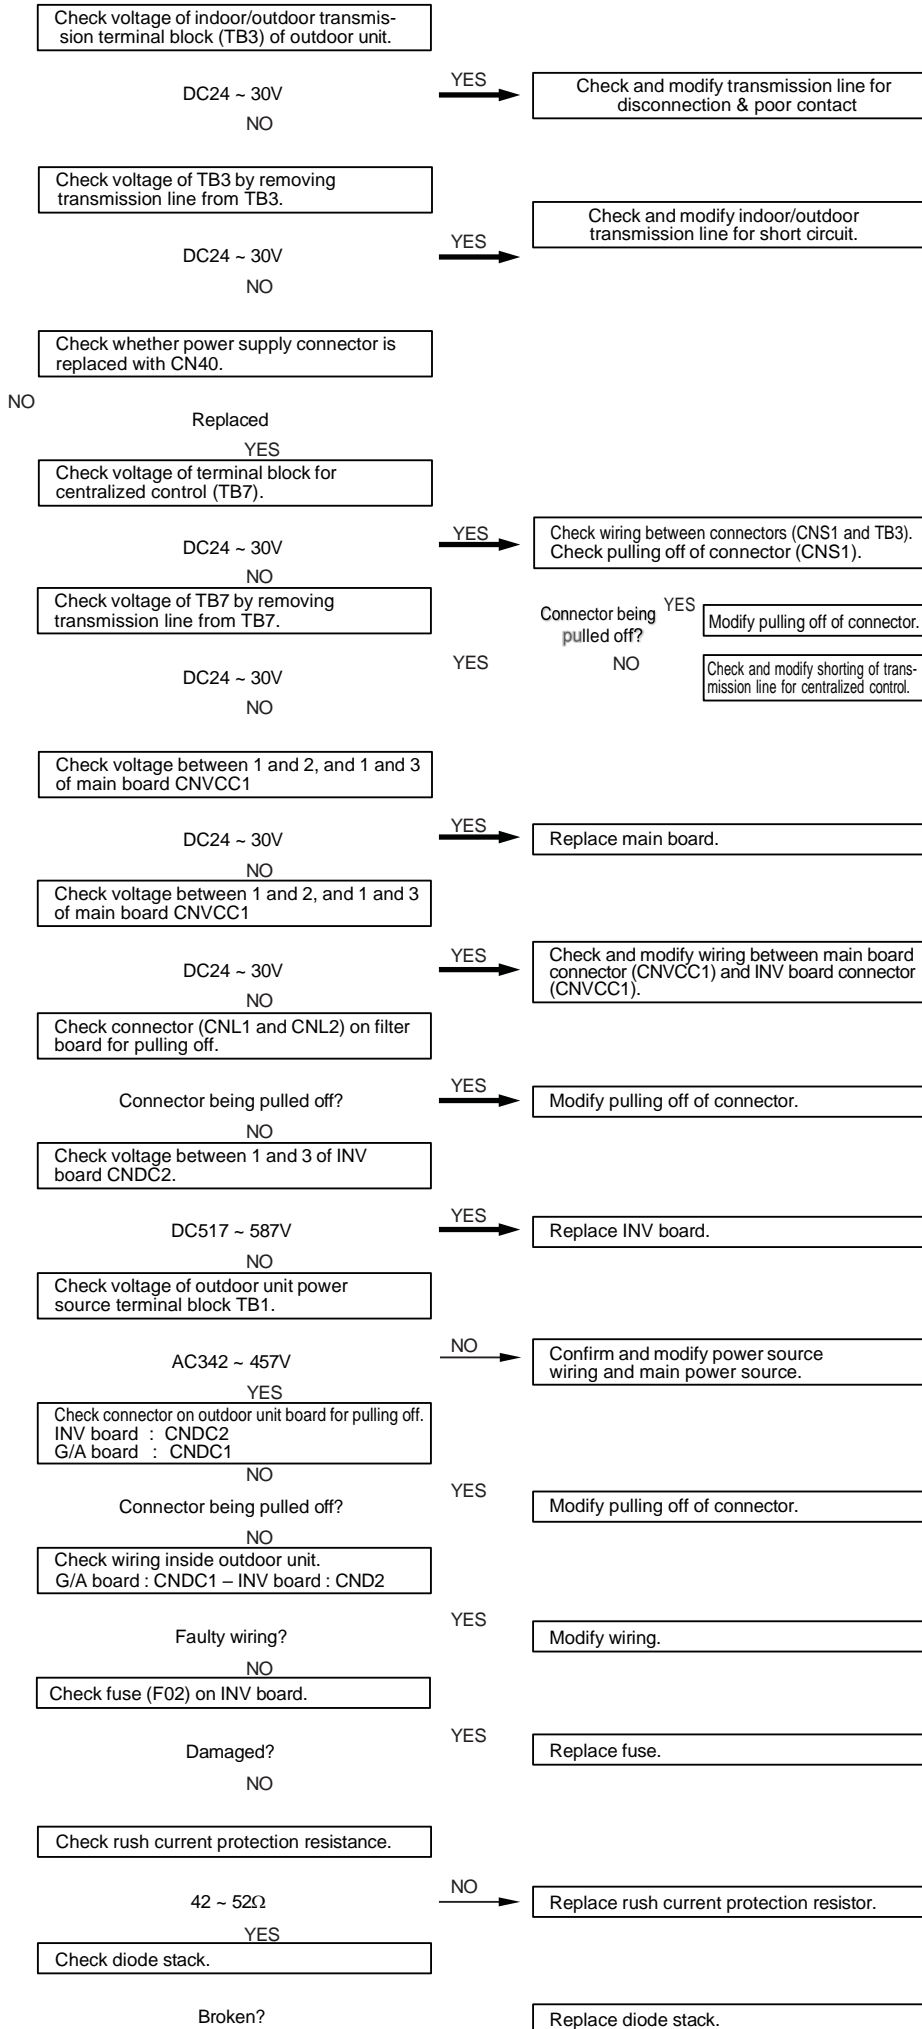 Check voltage of indoor/outdoor transmis-
sion terminal block (TB3) of outdoor unit.
DC24 ~ 30V
YES
Check and modify transmission line for
disconnection & poor contact
NO
Check voltage of TB3 by removing
transmission line from TB3.
DC24 ~ 30V
YES
Check and modify indoor/outdoor
transmission line for short circuit.
NO
Check whether power supply connector is
replaced with CN40.
NO
Replaced
YES
Check voltage of terminal block for
centralized control (TB7).
DC24 ~ 30V
YES
Check wiring between connectors (CNS1 and TB3).
Check pulling off of connector (CNS1).
NO
Check voltage of TB7 by removing
transmission line from TB7.
Connector being
pulled off?
YES
Modify pulling off of connector.
DC24 ~ 30V
YES
NO
Check and modify shorting of trans-
mission line for centralized control.
NO
Check voltage between 1 and 2, and 1 and 3
of main board CNVCC1
DC24 ~ 30V
YES
Replace main board.
NO
Check voltage between 1 and 2, and 1 and 3
of main board CNVCC1
DC24 ~ 30V
YES
Check and modify wiring between main board
connector (CNVCC1) and INV board connector
(CNVCC1).
NO
Check connector (CNL1 and CNL2) on filter
board for pulling off.
Connector being pulled off?
YES
Modify pulling off of connector.
NO
Check voltage between 1 and 3 of INV
board CNDC2.
DC517 ~ 587V
YES
Replace INV board.
NO
Check voltage of outdoor unit power
source terminal block TB1.
AC342 ~ 457V
NO
Confirm and modify power source
wiring and main power source.
YES
Check connector on outdoor unit board for pulling off.
INV board : CNDC2
G/A board : CNDC1
NO
Connector being pulled off?
YES
Modify pulling off of connector.
NO
Check wiring inside outdoor unit.
G/A board : CNDC1 – INV board : CND2
Faulty wiring?
YES
Modify wiring.
NO
Check fuse (F02) on INV board.
Damaged?
YES
Replace fuse.
NO
Check rush current protection resistance.
42 ~ 52Ω
NO
Replace rush current protection resistor.
YES
Check diode stack.
Broken?
Replace diode stack.